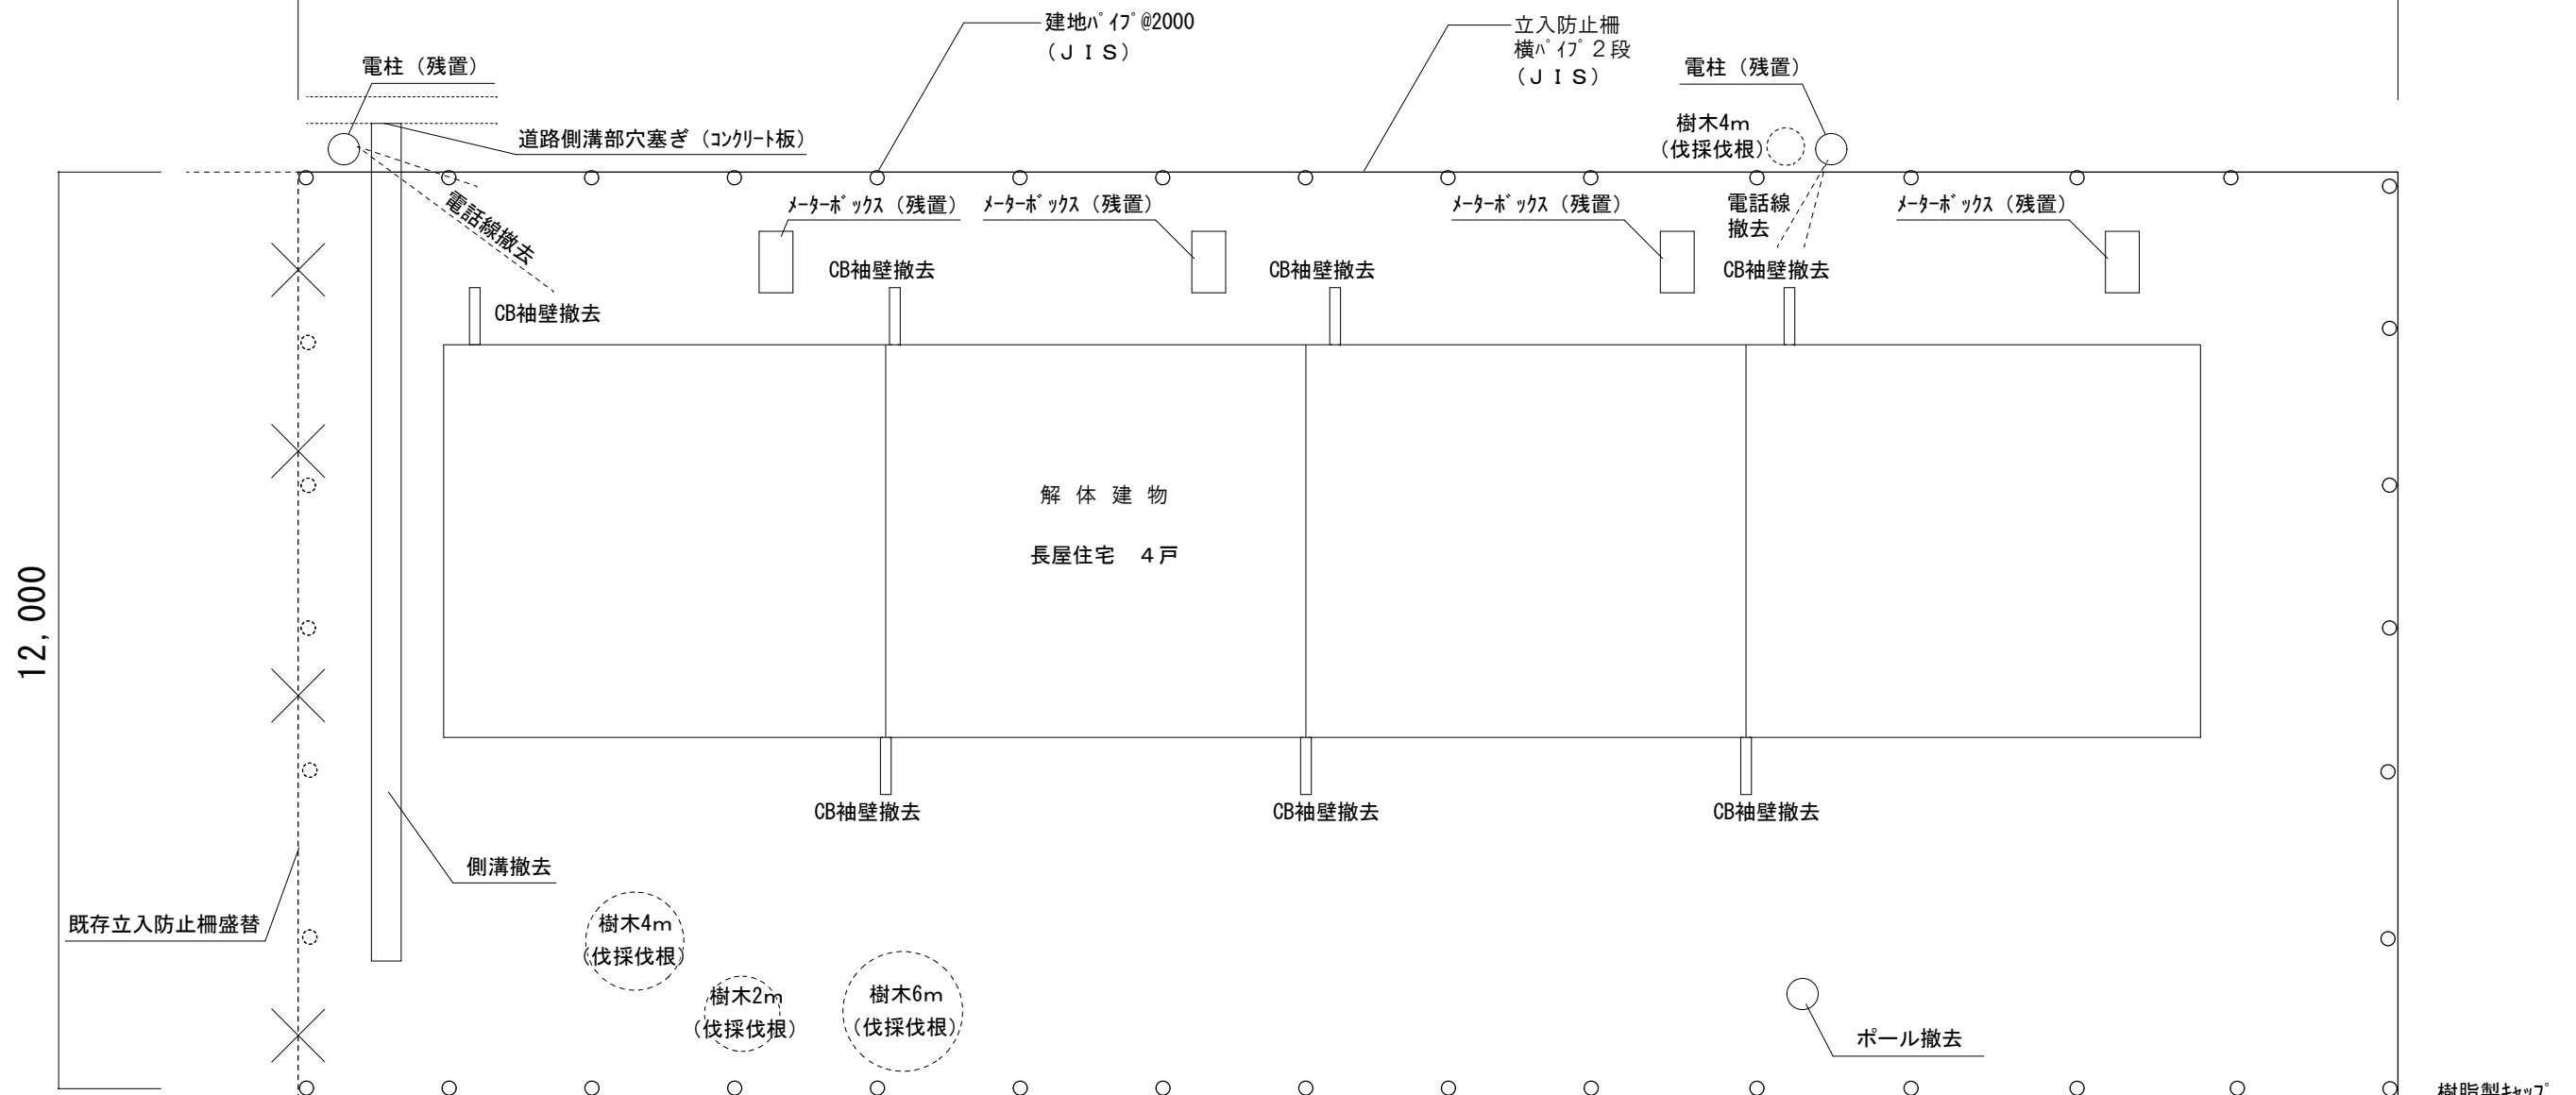 建地ﾊﾟｲﾌﾟ@2000
（ＪＩＳ）
立入防止柵
横ﾊﾟｲﾌﾟ２段
（ＪＩＳ）
電柱（残置）
電柱（残置）
樹木4m
（伐採伐根）
道路側溝部穴塞ぎ（ｺﾝｸﾘｰﾄ板）
電話線撤去
ﾒｰﾀｰﾎﾞｯｸｽ（残置）
ﾒｰﾀｰﾎﾞｯｸｽ（残置）
ﾒｰﾀｰﾎﾞｯｸｽ（残置）
電話線
撤去
ﾒｰﾀｰﾎﾞｯｸｽ（残置）
CB袖壁撤去
CB袖壁撤去
CB袖壁撤去
CB袖壁撤去
解体建物
長屋住宅　４戸
12,000
CB袖壁撤去
CB袖壁撤去
CB袖壁撤去
側溝撤去
既存立入防止柵盛替
樹木4m
（伐採伐根）
樹木2m
（伐採伐根）
樹木6m
（伐採伐根）
ポール撤去
樹脂製ｷｬｯﾌﾟ